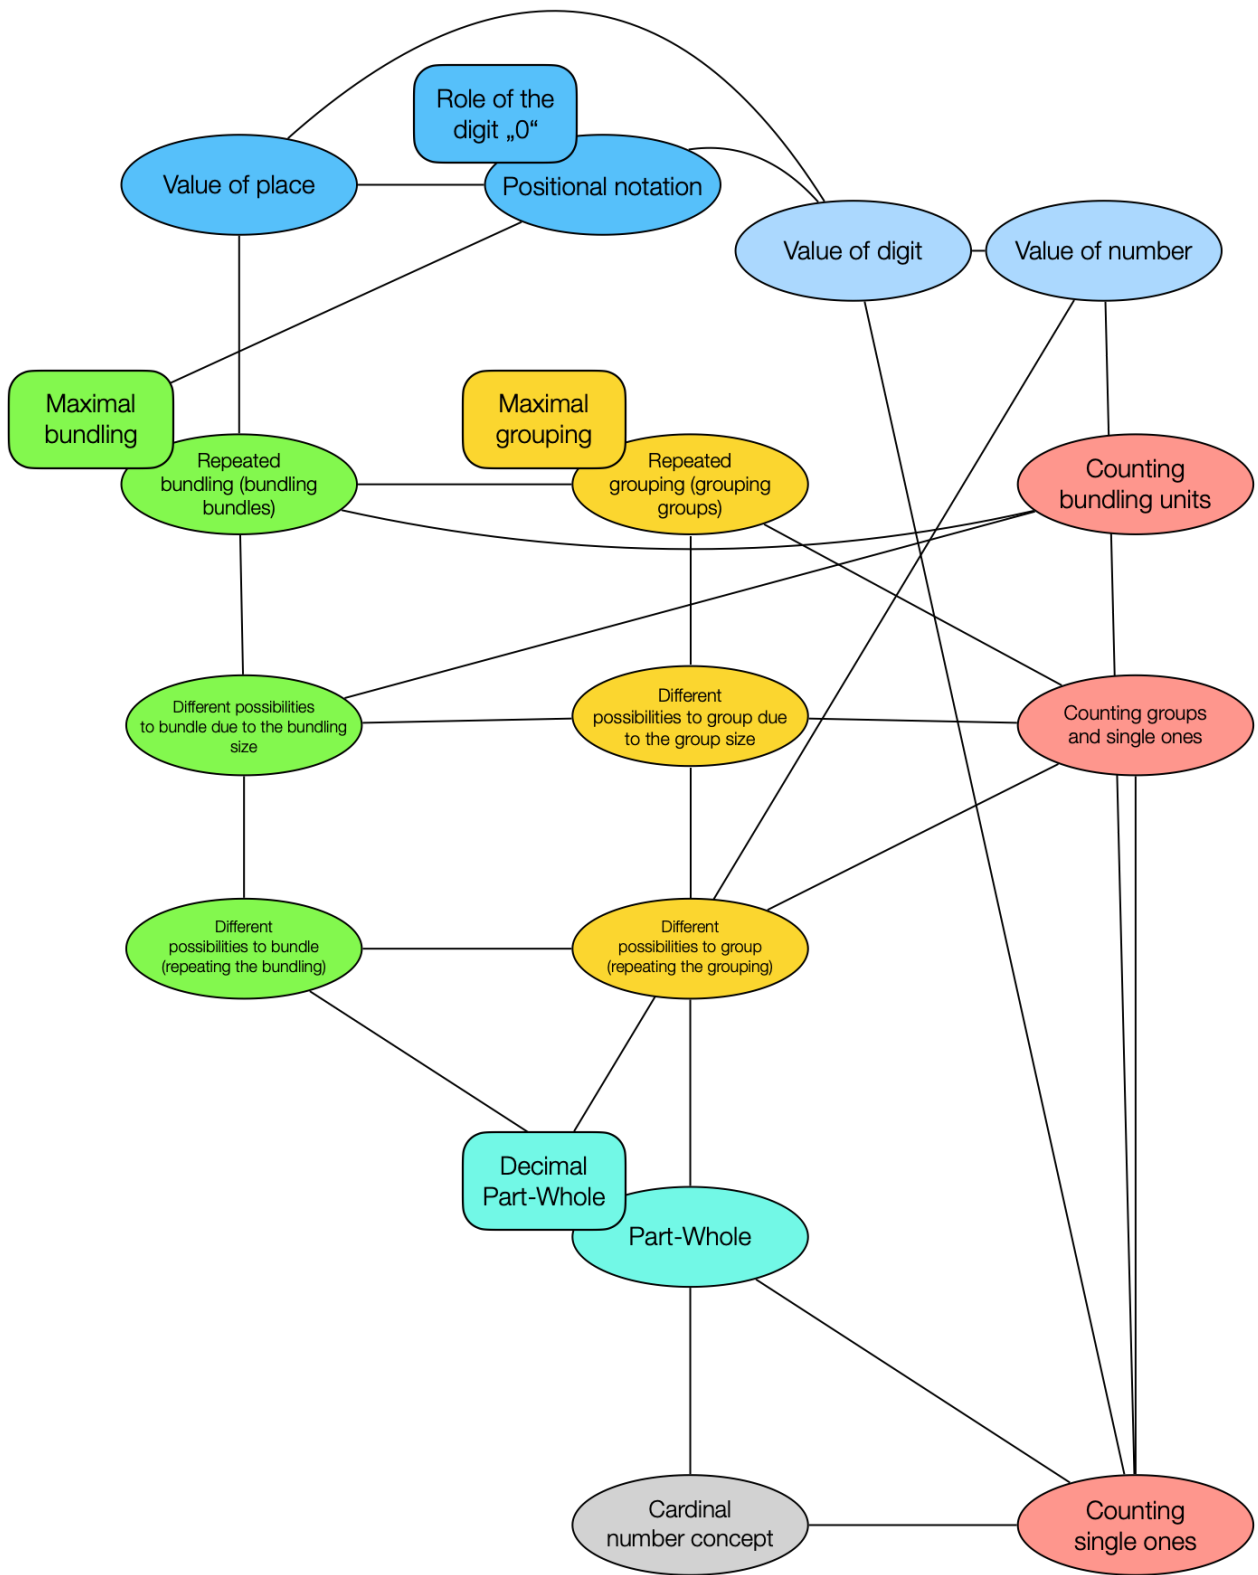 Role of the
digit „0“
Value of place
Positional notation
Value of digit
Value of number
Maximal
bundling
Maximal
grouping
Repeated
bundling (bundling
bundles)
Repeated
grouping (grouping
groups)
Counting
bundling units
Different possibilities
to bundle due to the bundling
size
Different
possibilities to group due
to the group size
Counting groups
and single ones
Different
possibilities to bundle
(repeating the bundling)
Different
possibilities to group
(repeating the grouping)
Decimal
Part-Whole
Part-Whole
Cardinal
number concept
Counting
single ones